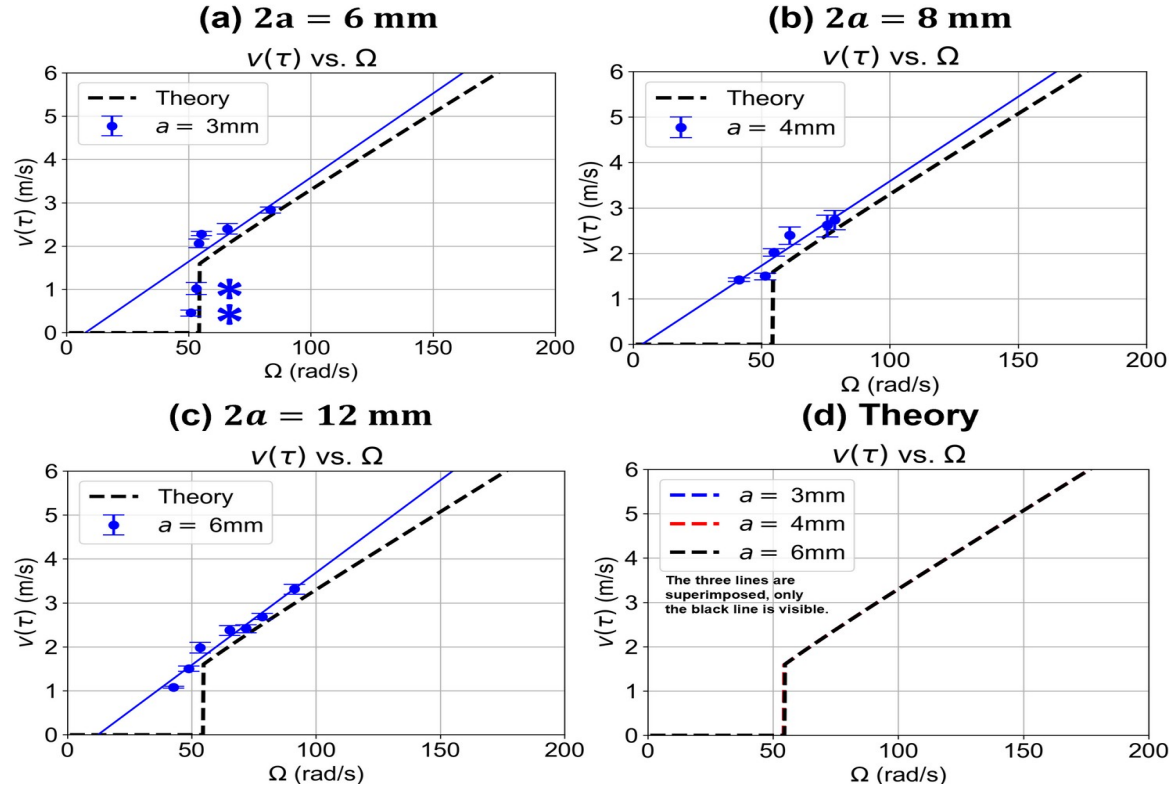 (a) 2a = 6 mm
v(τ) vs. Ω
6
5
4
3
2
1
0
v(τ) (m/s)
Theory
a = 3mm
*
*
0 50 100 150 200
Ω (rad/s)
(b) 2a = 8 mm
v(τ) vs. Ω
6
5
4
3
2
1
0
v(τ) (m/s)
Theory
a = 4mm
0 50 100 150 200
Ω (rad/s)
(c) 2a = 12 mm
v(τ) vs. Ω
6
5
4
3
2
1
0
v(τ) (m/s)
Theory
a = 6mm
0 50 100 150 200
Ω (rad/s)
(d) Theory
v(τ) vs. Ω
6
5
4
3
2
1
0
v(τ) (m/s)
a = 3mm
a = 4mm
a = 6mm
The three lines are
superimposed, only
the black line is visible.
0 50 100 150 200
Ω (rad/s)